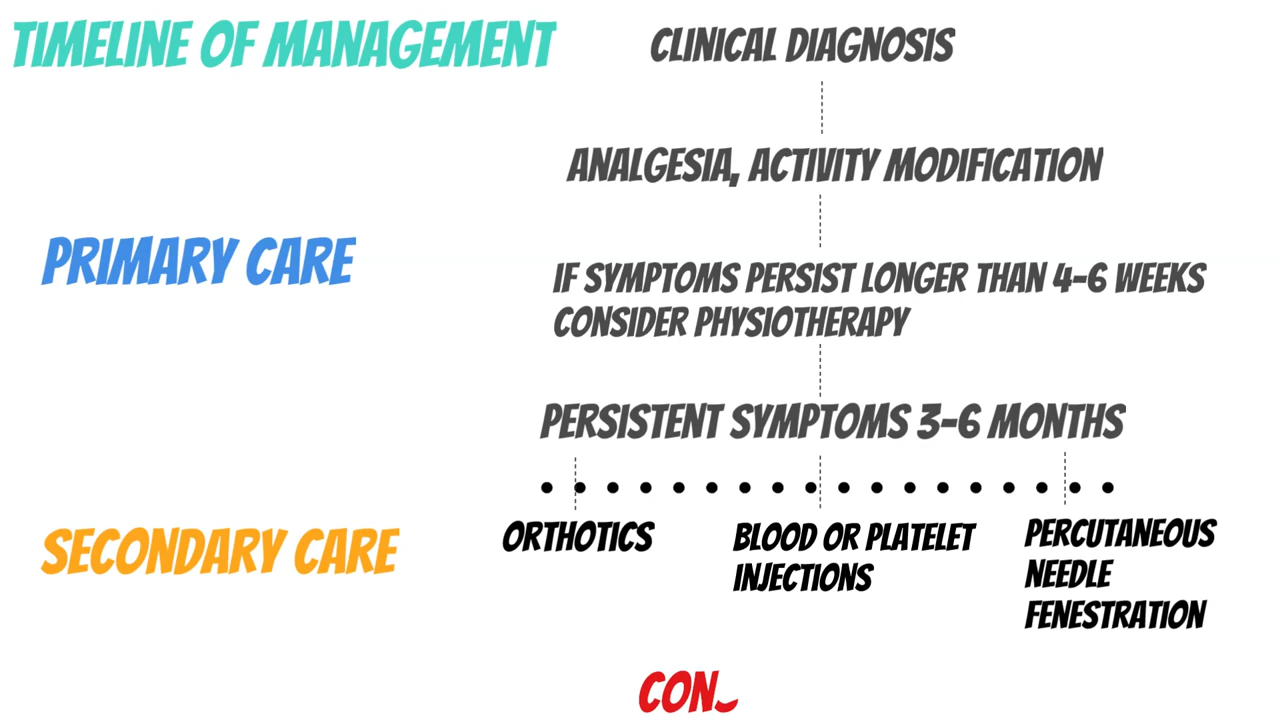 TIMELINE OF MANAGEMENT
CLINICAL DIAGNOSIS
ANALGESIA, ACTIVITY MODIFICATION
PRIMARY CARE
IF SYMPTOMS PERSIST LONGER THAN 4-6 WEEKS
CONSIDER PHYSIOTHERAPY
PERSISTENT SYMPTOMS 3-6 MONTHS
SECONDARY CARE
ORTHOTICS
BLOOD OR PLATELET
INJECTIONS
PERCUTANEOUS
NEEDLE
FENESTRATION
CON